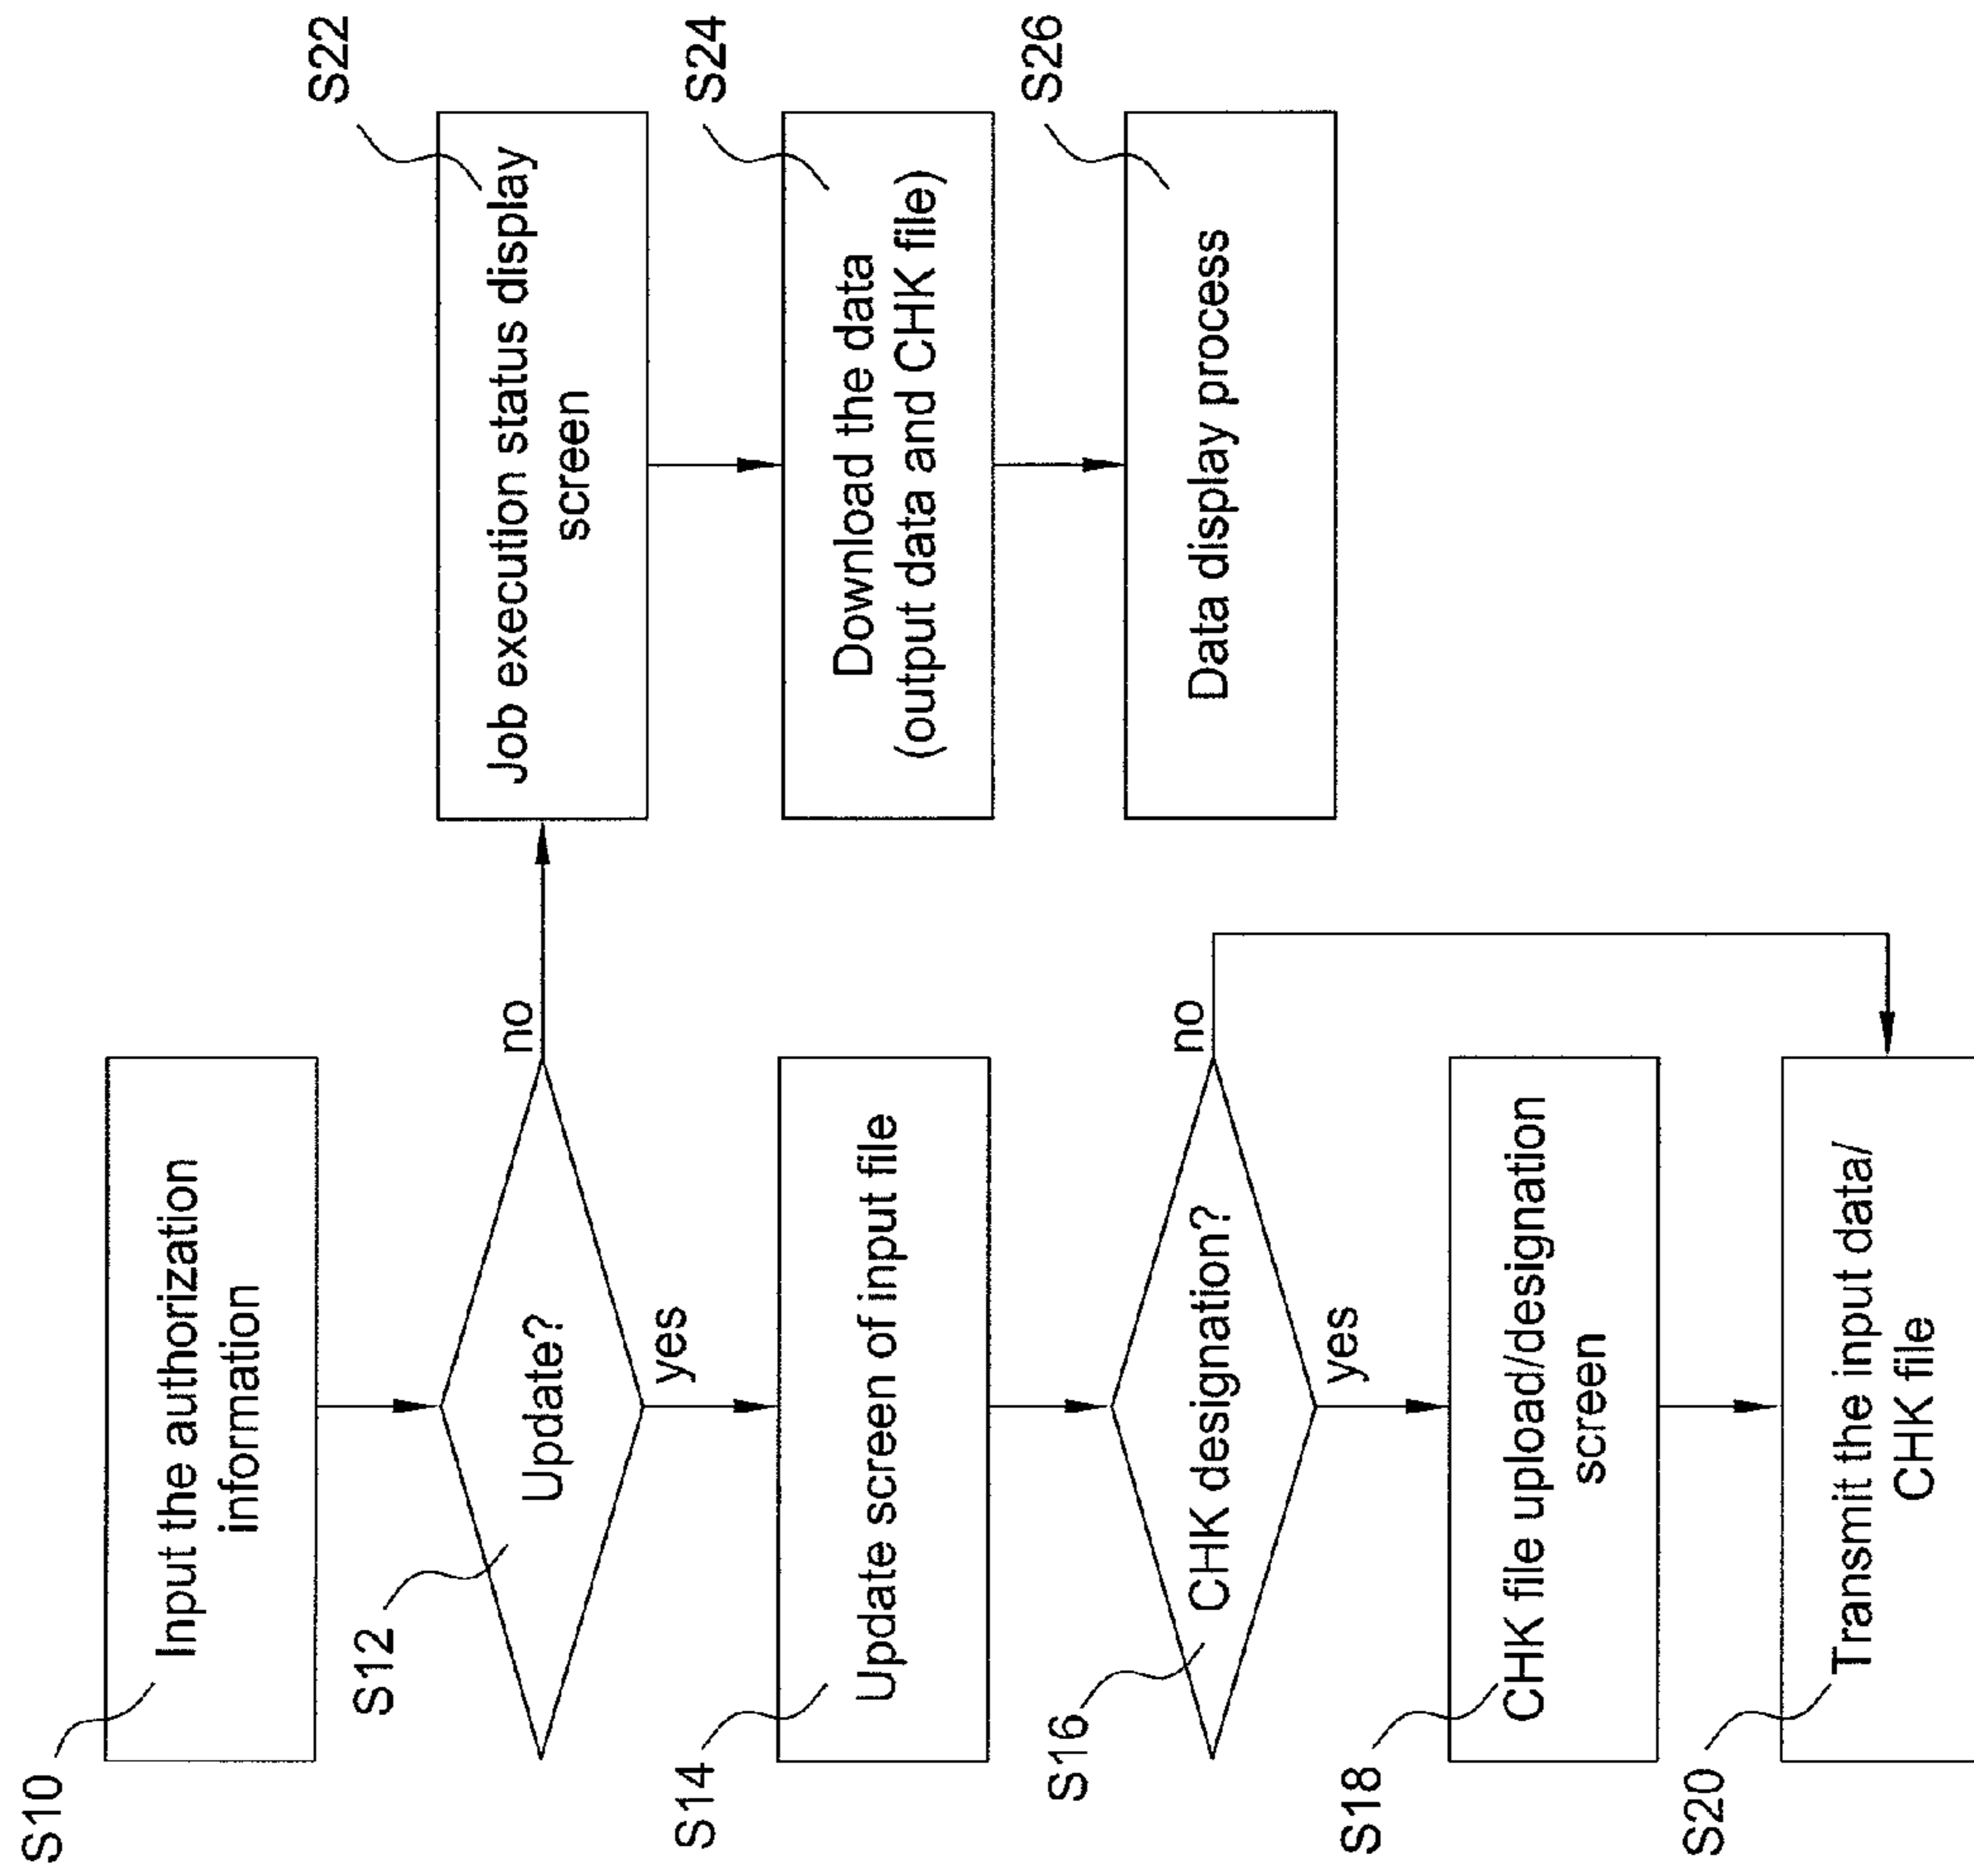 S10
Input the authorization
information
S12
Update?
no
yes
S14
Update screen of input file
S16
CHK designation?
no
yes
S18
CHK file upload/designation
screen
S20
Transmit the input data/
CHK file
S22
Job execution status display
screen
S24
Download the data
(output data and CHK file)
S26
Data display process